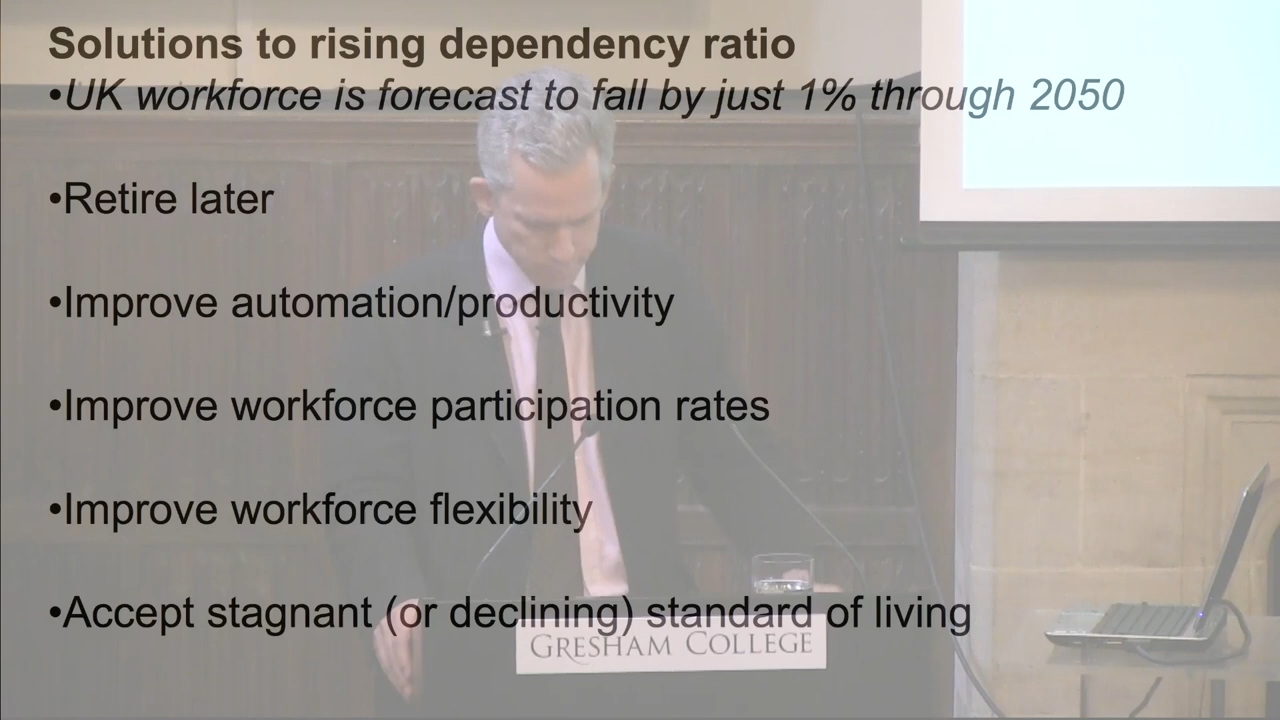 Solutions to rising dependency ratio
•UK workforce is forecast to fall by just 1% through 2050
•Retire later
•Improve automation/productivity
•Improve workforce participation rates
•Improve workforce flexibility
•Accept stagnant (or declining) standard of living
GRESHAM COLLEGE